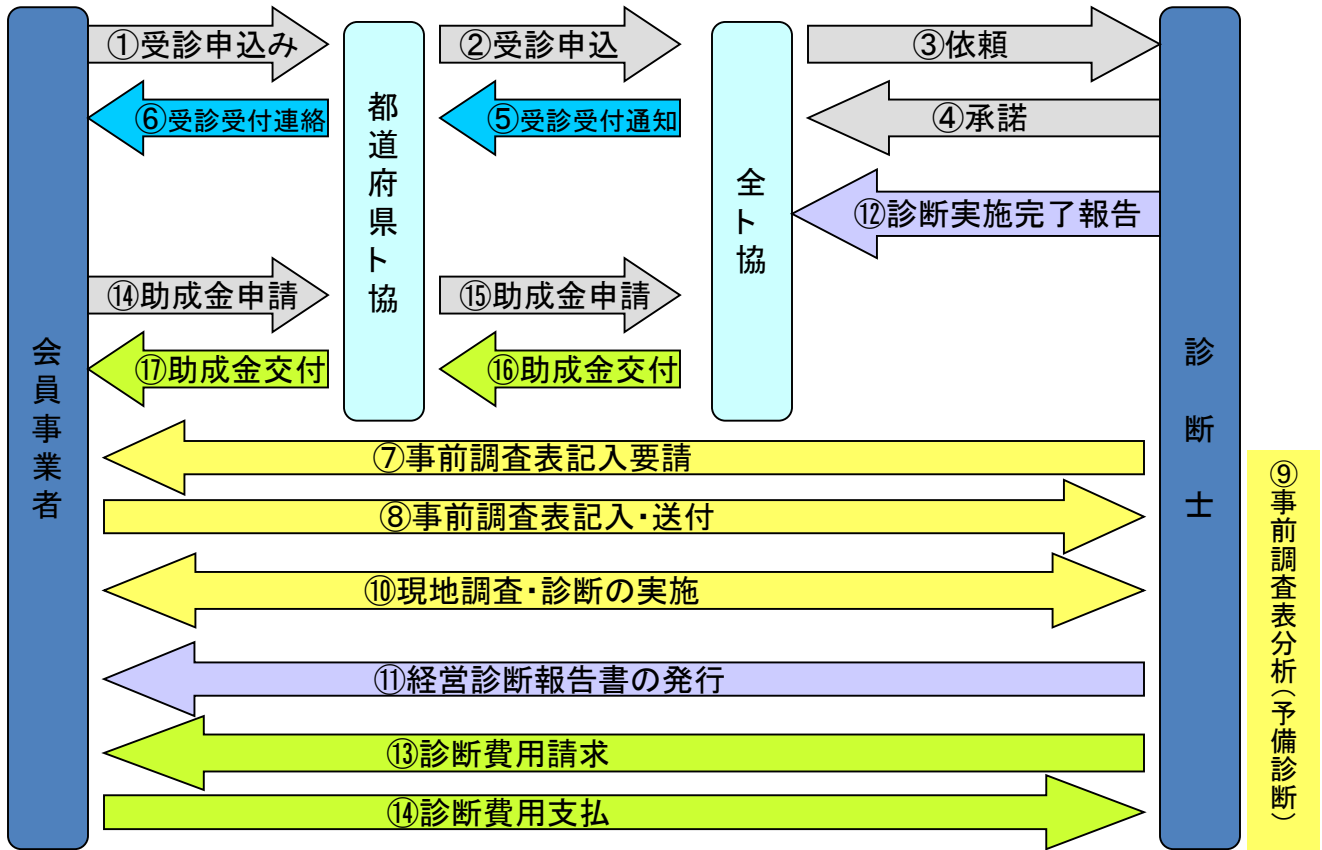 会員事業者
都道府県ト協
全ト協
診断士
①受診申込み
②受診申込
③依頼
⑥受診受付連絡
⑤受診受付通知
④承諾
⑫診断実施完了報告
⑭助成金申請
⑮助成金申請
⑰助成金交付
⑯助成金交付
⑦事前調査表記入要請
⑧事前調査表記入・送付
⑨事前調査表分析(予備診断)
⑩現地調査・診断の実施
⑪経営診断報告書の発行
⑬診断費用請求
⑭診断費用支払